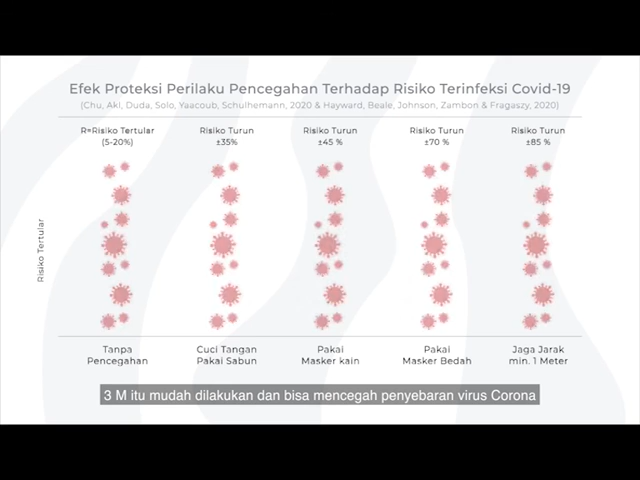 Efek Proteksi Perilaku Pencegahan Terhadap Risiko Terinfeksi Covid-19
(Chu, Akl, Duda, Solo, Yaacoub, Schulhemann, 2020 & Hayward, Beale, Johnson, Zambon & Fragaszy, 2020)
R=Risiko Tertular
(5-20%)
Risiko Turun
±35%
Risiko Turun
±45 %
Risiko Turun
±70 %
Risiko Turun
±85 %
Risiko Tertular
Tanpa
Pencegahan
Cuci Tangan
Pakai Sabun
Pakai
Masker kain
Pakai
Masker Bedah
Jaga Jarak
min. 1 Meter
3 M itu mudah dilakukan dan bisa mencegah penyebaran virus Corona